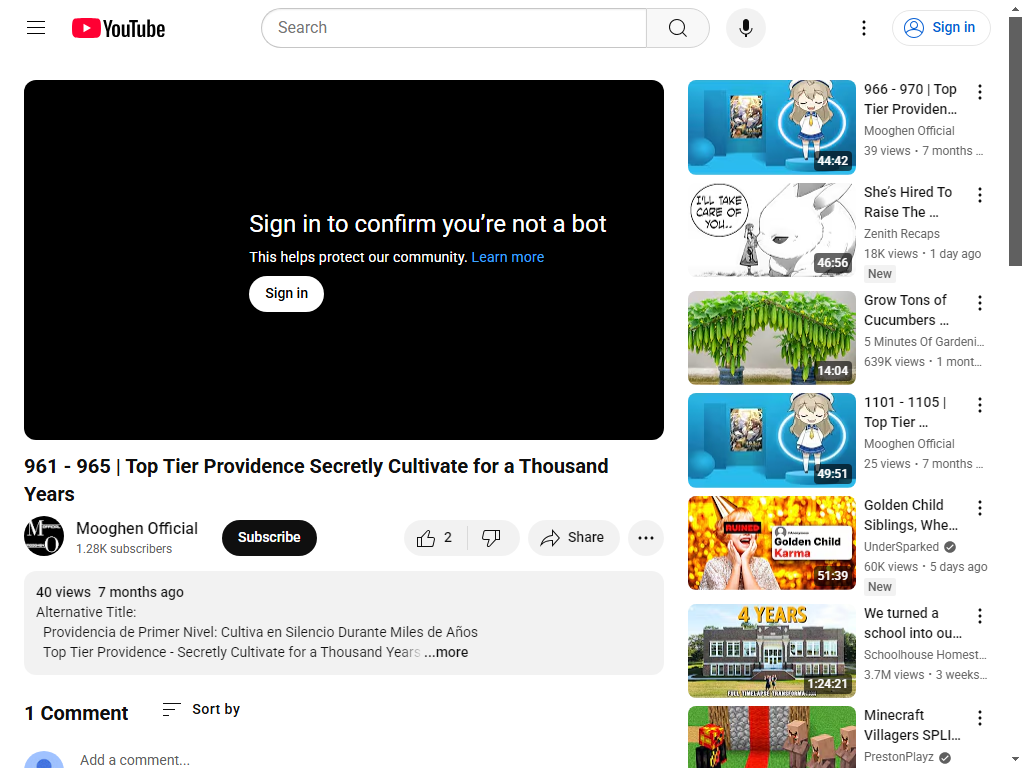 YouTube
Search
Sign in
Sign in to confirm you’re not a bot
This helps protect our community. Learn more
Sign in
961 - 965 | Top Tier Providence Secretly Cultivate for a Thousand
Years
Mooghen Official
1.28K subscribers
Subscribe
2
Share
40 views 7 months ago
Alternative Title:
Providencia de Primer Nivel: Cultiva en Silencio Durante Miles de Años
Top Tier Providence - Secretly Cultivate for a Thousand Years ...more
1 Comment
Sort by
Add a comment...
44:42
966 - 970 | Top
Tier Providen...
Mooghen Official
39 views • 7 months ...
I'LL TAKE
CARE OF
YOU..
46:56
She’s Hired To
Raise The ...
Zenith Recaps
18K views • 1 day ago
New
14:04
Grow Tons of
Cucumbers ...
5 Minutes Of Gardeni...
639K views • 1 mont...
49:51
1101 - 1105 |
Top Tier ...
Mooghen Official
25 views • 7 months ...
RUINED
Golden Child
Karma
51:39
Golden Child
Siblings, Whe...
UnderSparked
60K views • 5 days ago
New
4 YEARS
1:24:21
FULL TIMELAPSE TRANSFORMA
We turned a
school into ou...
Schoolhouse Homest...
3.7M views • 3 weeks...
Minecraft
Villagers SPLI...
PrestonPlayz